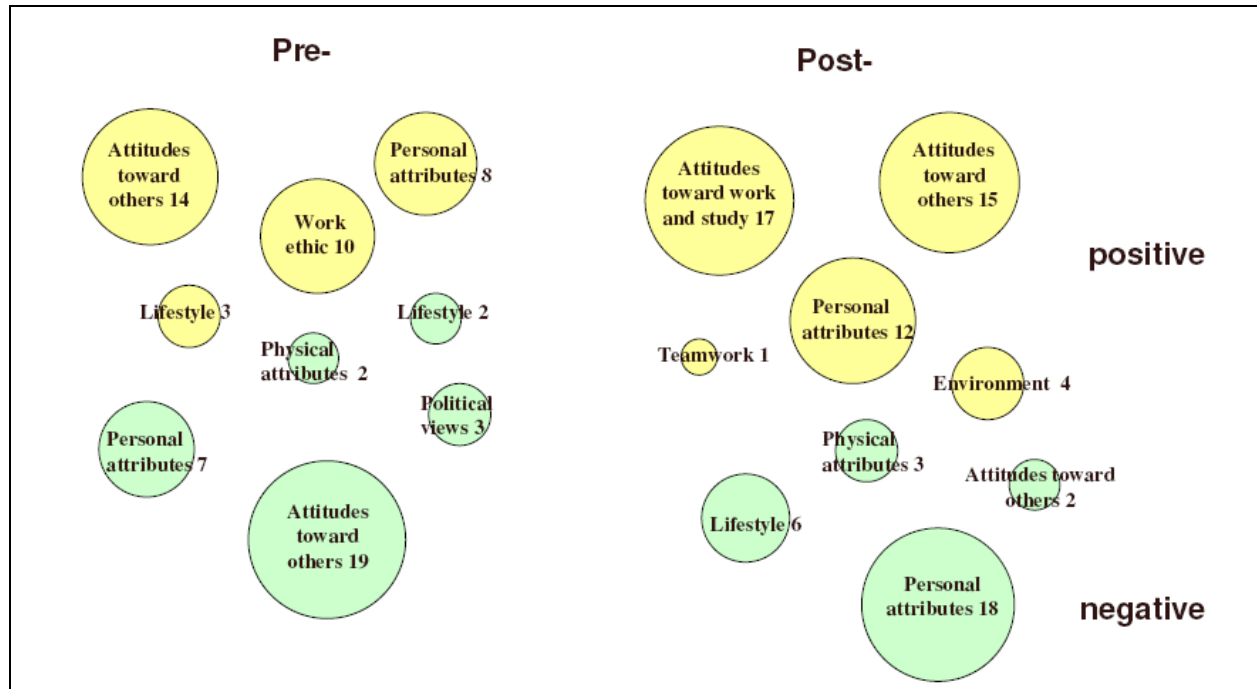 Pre-
Attitudes
toward
others 14
Personal
attributes 8
Work
ethic 10
Lifestyle 3
Lifestyle 2
Physical
attributes 2
Political
views 3
Personal
attributes 7
Attitudes
toward
others 19
Post-
Attitudes
toward work
and study 17
Attitudes
toward
others 15
positive
Personal
attributes 12
Teamwork 1
Environment 4
Physical
attributes 3
Attitudes toward
others 2
Lifestyle 6
Personal
attributes 18
negative